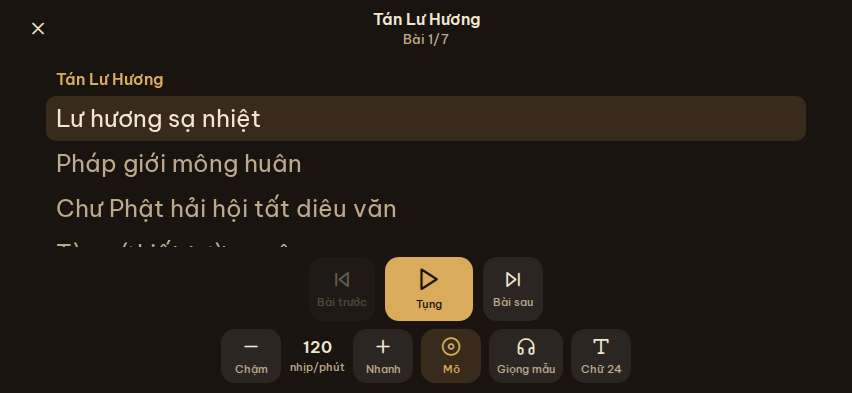 Tán Lư Hương
Bài 1/7
Tán Lư Hương
Lư hương sạ nhiệt
Pháp giới mông huân
Chư Phật hải hội tất diêu văn
Bài trước
Tụng
Bài sau
Chậm
120
nhịp/phút
Nhanh
Mõ
Giọng mẫu
Chữ 24